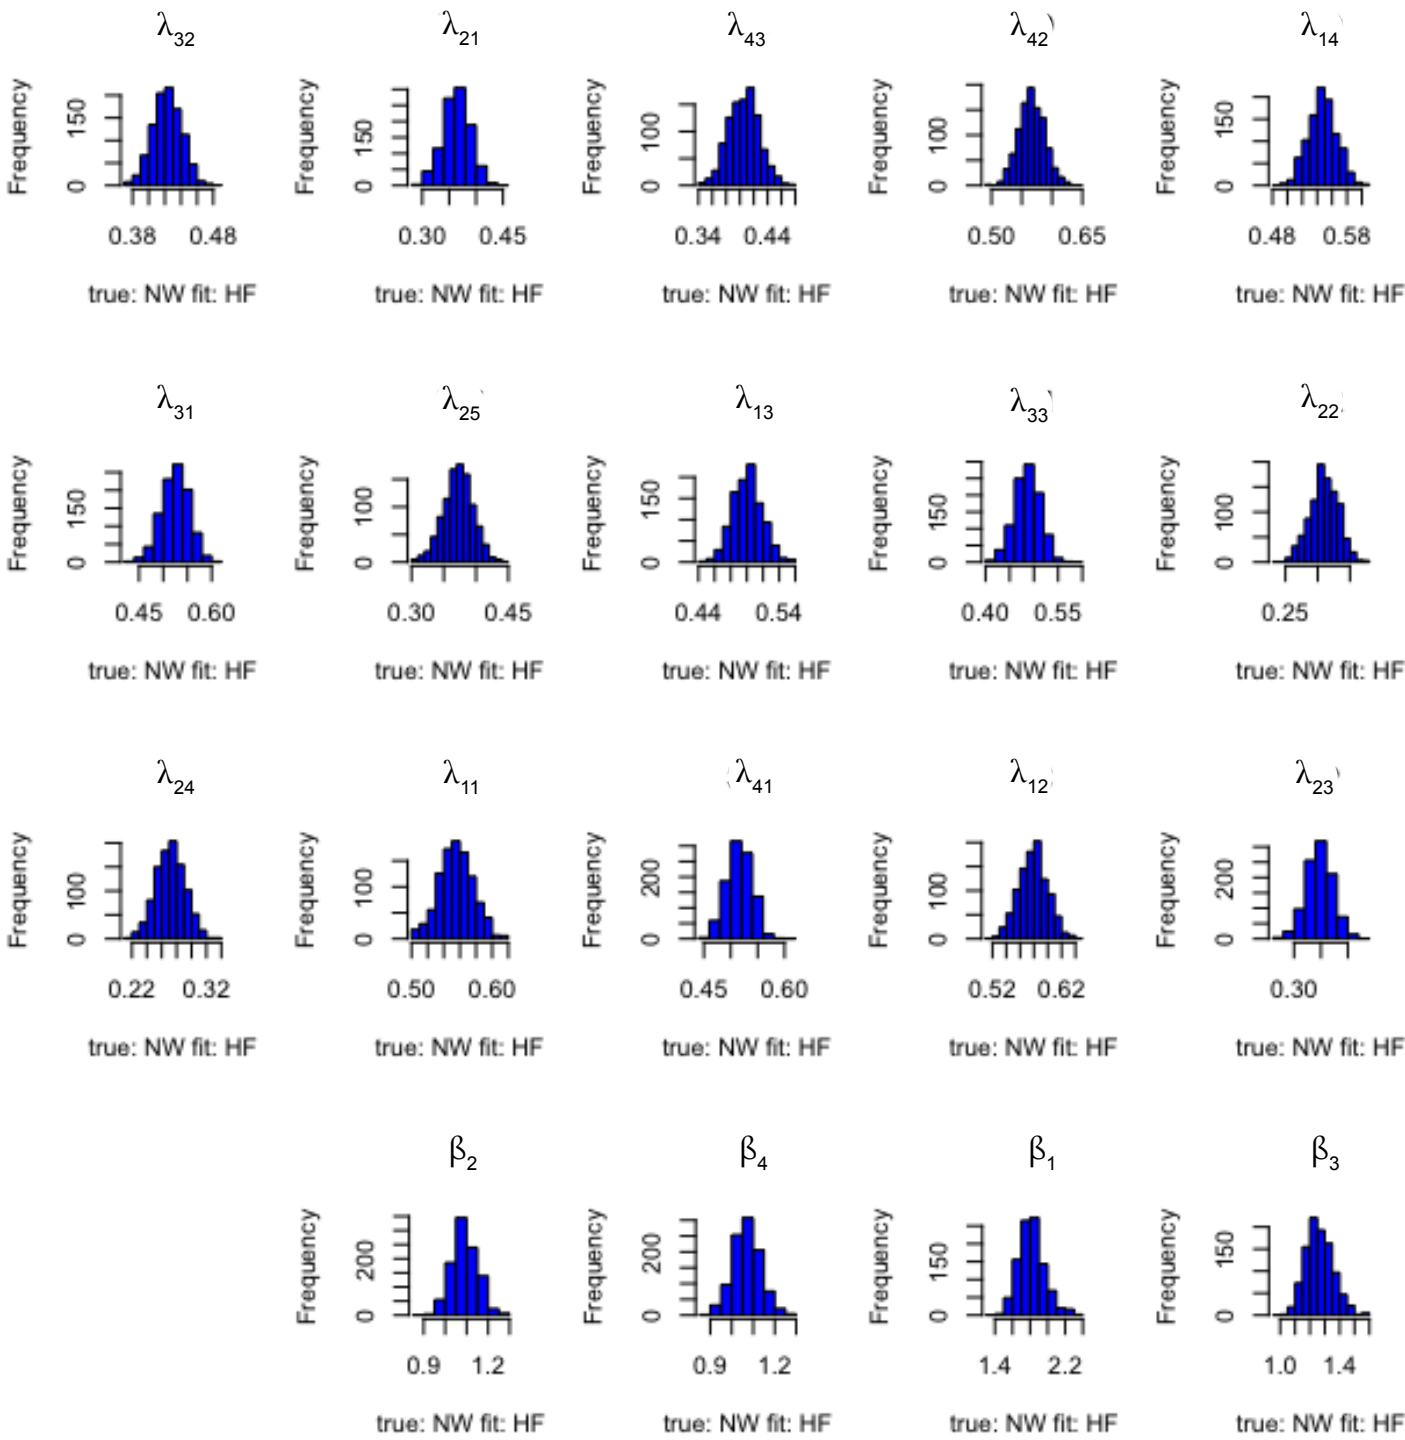 λ32 λ21 λ43 λ42) λ14
Frequency Frequency Frequency Frequency Frequency
0 150 0 150 0 100 0 100 0 150
0.38 0.48 0.30 0.45 0.34 0.44 0.50 0.65 0.48 0.58
true: NW fit: HF true: NW fit: HF true: NW fit: HF true: NW fit: HF true: NW fit: HF
λ31 λ25 λ13 λ33) λ22
Frequency Frequency Frequency Frequency Frequency
0 150 0 100 0 150 0 150 0 100
0.45 0.60 0.30 0.45 0.44 0.54 0.40 0.55 0.25
true: NW fit: HF true: NW fit: HF true: NW fit: HF true: NW fit: HF true: NW fit: HF
λ24 λ11 λ41 λ12 λ23)
Frequency Frequency Frequency Frequency Frequency
0 100 0 100 0 200 0 100 0 200
0.22 0.32 0.50 0.60 0.45 0.60 0.52 0.62 0.30
true: NW fit: HF true: NW fit: HF true: NW fit: HF true: NW fit: HF true: NW fit: HF
β2 β4 β1 β3
Frequency Frequency Frequency Frequency
0 200 0 200 0 150 0 150
0.9 1.2 0.9 1.2 1.4 2.2 1.0 1.4
true: NW fit: HF true: NW fit: HF true: NW fit: HF true: NW fit: HF